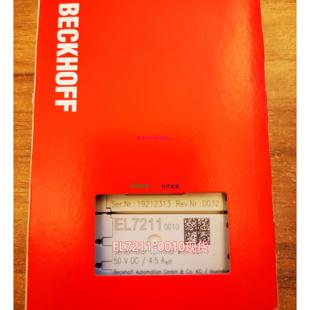 BECKHOFF
Ser.Nr.: 19212313 Rev.Nr.: 0032
EL7211
0010
EL7211-0010现货
50 V DC / 4.5 Aeff
Beckhoff Automation GmbH & Co. KG /